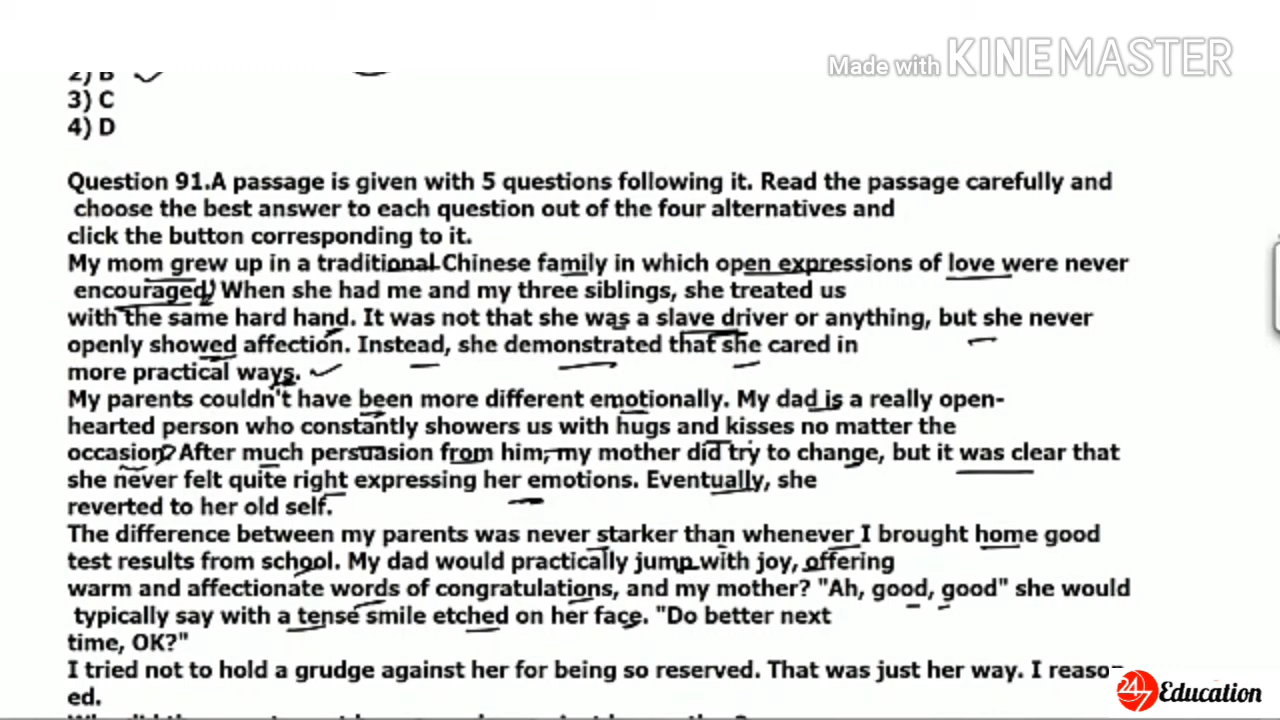 Made with KINEMASTER
2) B
3) C
4) D
Question 91.A passage is given with 5 questions following it. Read the passage carefully and
choose the best answer to each question out of the four alternatives and
click the button corresponding to it.
My mom grew up in a traditional Chinese family in which open expressions of love were never
encouraged! When she had me and my three siblings, she treated us
with the same hard hand. It was not that she was a slave driver or anything, but she never
openly showed affection. Instead, she demonstrated that she cared in
more practical ways.
My parents couldn't have been more different emotionally. My dad is a really open-
hearted person who constantly showers us with hugs and kisses no matter the
occasion? After much persuasion from him, my mother did try to change, but it was clear that
she never felt quite right expressing her emotions. Eventually, she
reverted to her old self.
The difference between my parents was never starker than whenever I brought home good
test results from school. My dad would practically jump with joy, offering
warm and affectionate words of congratulations, and my mother? "Ah, good, good" she would
typically say with a tense smile etched on her face. "Do better next
time, OK?"
I tried not to hold a grudge against her for being so reserved. That was just her way. I reason
ed.
24/7 Education